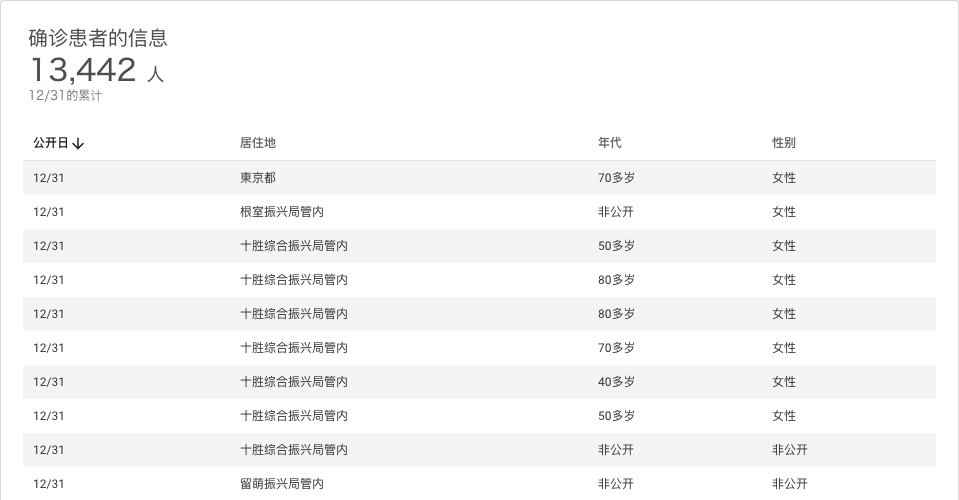 确诊患者的信息
13,442 人
12/31的累计
公开日↓ 居住地 年代 性别
12/31 東京都 70多岁 女性
12/31 根室振兴局管内 非公开 女性
12/31 十胜综合振兴局管内 50多岁 女性
12/31 十胜综合振兴局管内 80多岁 女性
12/31 十胜综合振兴局管内 80多岁 女性
12/31 十胜综合振兴局管内 70多岁 女性
12/31 十胜综合振兴局管内 40多岁 女性
12/31 十胜综合振兴局管内 50多岁 女性
12/31 十胜综合振兴局管内 非公开 非公开
12/31 留萌振兴局管内 非公开 非公开